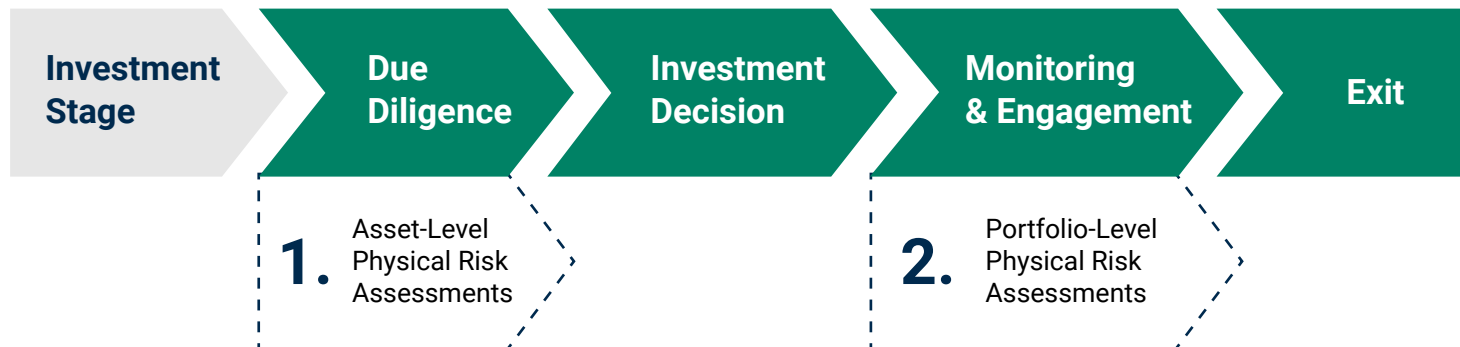 Investment
Stage
Due
Diligence
Investment
Decision
Monitoring
& Engagement
Exit
1.
Asset-Level
Physical Risk
Assessments
2.
Portfolio-Level
Physical Risk
Assessments